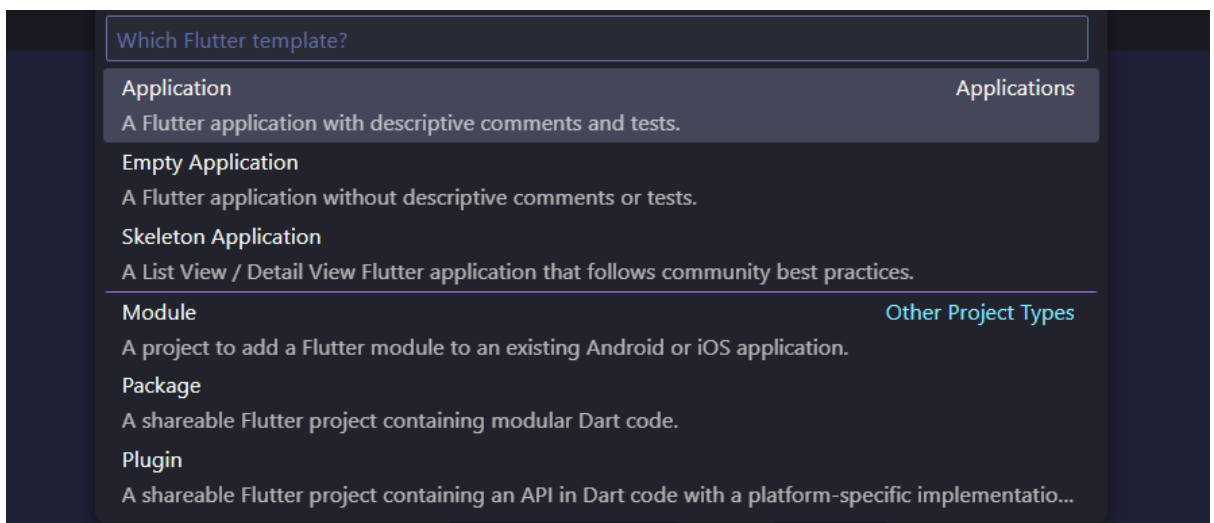 Which Flutter template?
Application Applications
A Flutter application with descriptive comments and tests.
Empty Application
A Flutter application without descriptive comments or tests.
Skeleton Application
A List View / Detail View Flutter application that follows community best practices.
Module Other Project Types
A project to add a Flutter module to an existing Android or iOS application.
Package
A shareable Flutter project containing modular Dart code.
Plugin
A shareable Flutter project containing an API in Dart code with a platform-specific implementatio...